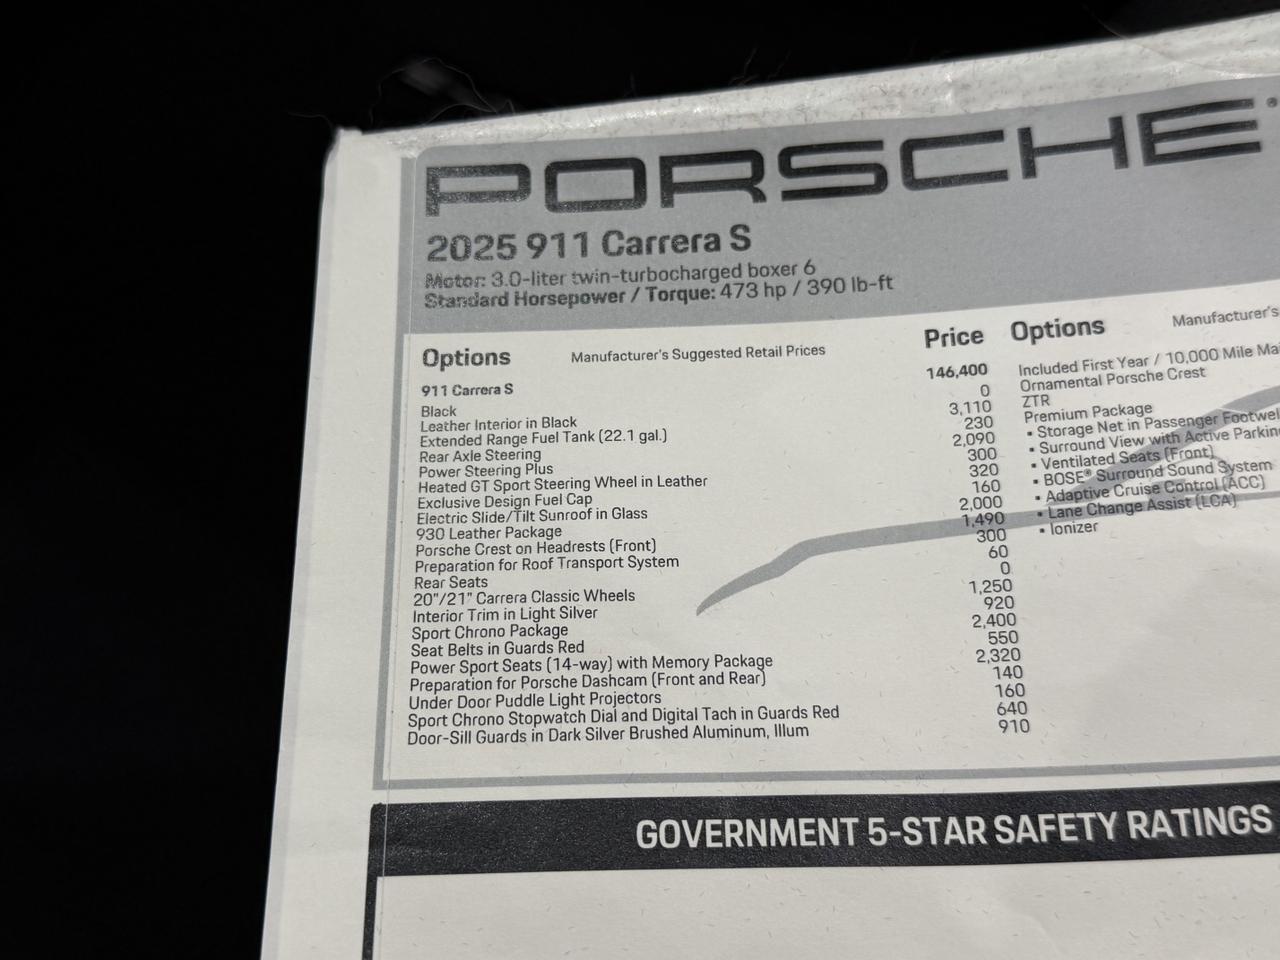 PORSCHE®
2025 911 Carrera S
Motor: 3.0-liter twin-turbocharged boxer 6
Standard Horsepower / Torque: 473 hp / 390 lb-ft
Options Manufacturer's Suggested Retail Prices Price
911 Carrera S 146,400
Black 0
Leather Interior in Black 3,110
Extended Range Fuel Tank (22.1 gal.) 230
Rear Axle Steering 2,090
Power Steering Plus 300
Heated GT Sport Steering Wheel in Leather 320
Exclusive Design Fuel Cap 160
Electric Slide/Tilt Sunroof in Glass 2,000
930 Leather Package 1,490
Porsche Crest on Headrests (Front) 300
Preparation for Roof Transport System 60
Rear Seats 0
20"/21" Carrera Classic Wheels 1,250
Interior Trim in Light Silver 920
Sport Chrono Package 2,400
Seat Belts in Guards Red 550
Power Sport Seats (14-way) with Memory Package 2,320
Preparation for Porsche Dashcam (Front and Rear) 140
Under Door Puddle Light Projectors 160
Sport Chrono Stopwatch Dial and Digital Tach in Guards Red 640
Door-Sill Guards in Dark Silver Brushed Aluminum, Illum 910
Options Manufacturer's
Included First Year / 10,000 Mile Mai
Ornamental Porsche Crest
ZTR
Premium Package
• Storage Net in Passenger Footwel
• Surround View with Active Parkin
• Ventilated Seats (Front)
• BOSE® Surround Sound System
• Adaptive Cruise Control (ACC)
• Lane Change Assist (LCA)
• Ionizer
GOVERNMENT 5-STAR SAFETY RATINGS